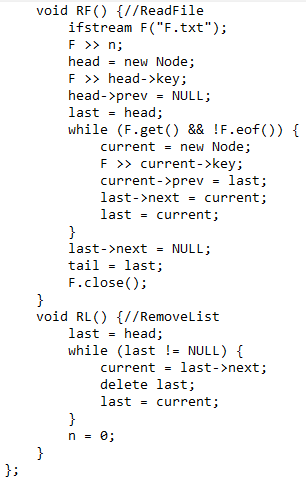 void RF() {//ReadFile
ifstream F("F.txt");
F >> n;
head = new Node;
F >> head->key;
head->prev = NULL;
last = head;
while (F.get() && !F.eof()) {
current = new Node;
F >> current->key;
current->prev = last;
last->next = current;
last = current;
}
last->next = NULL;
tail = last;
F.close();
}
void RL() {//RemoveList
last = head;
while (last != NULL) {
current = last->next;
delete last;
last = current;
}
n = 0;
}
};